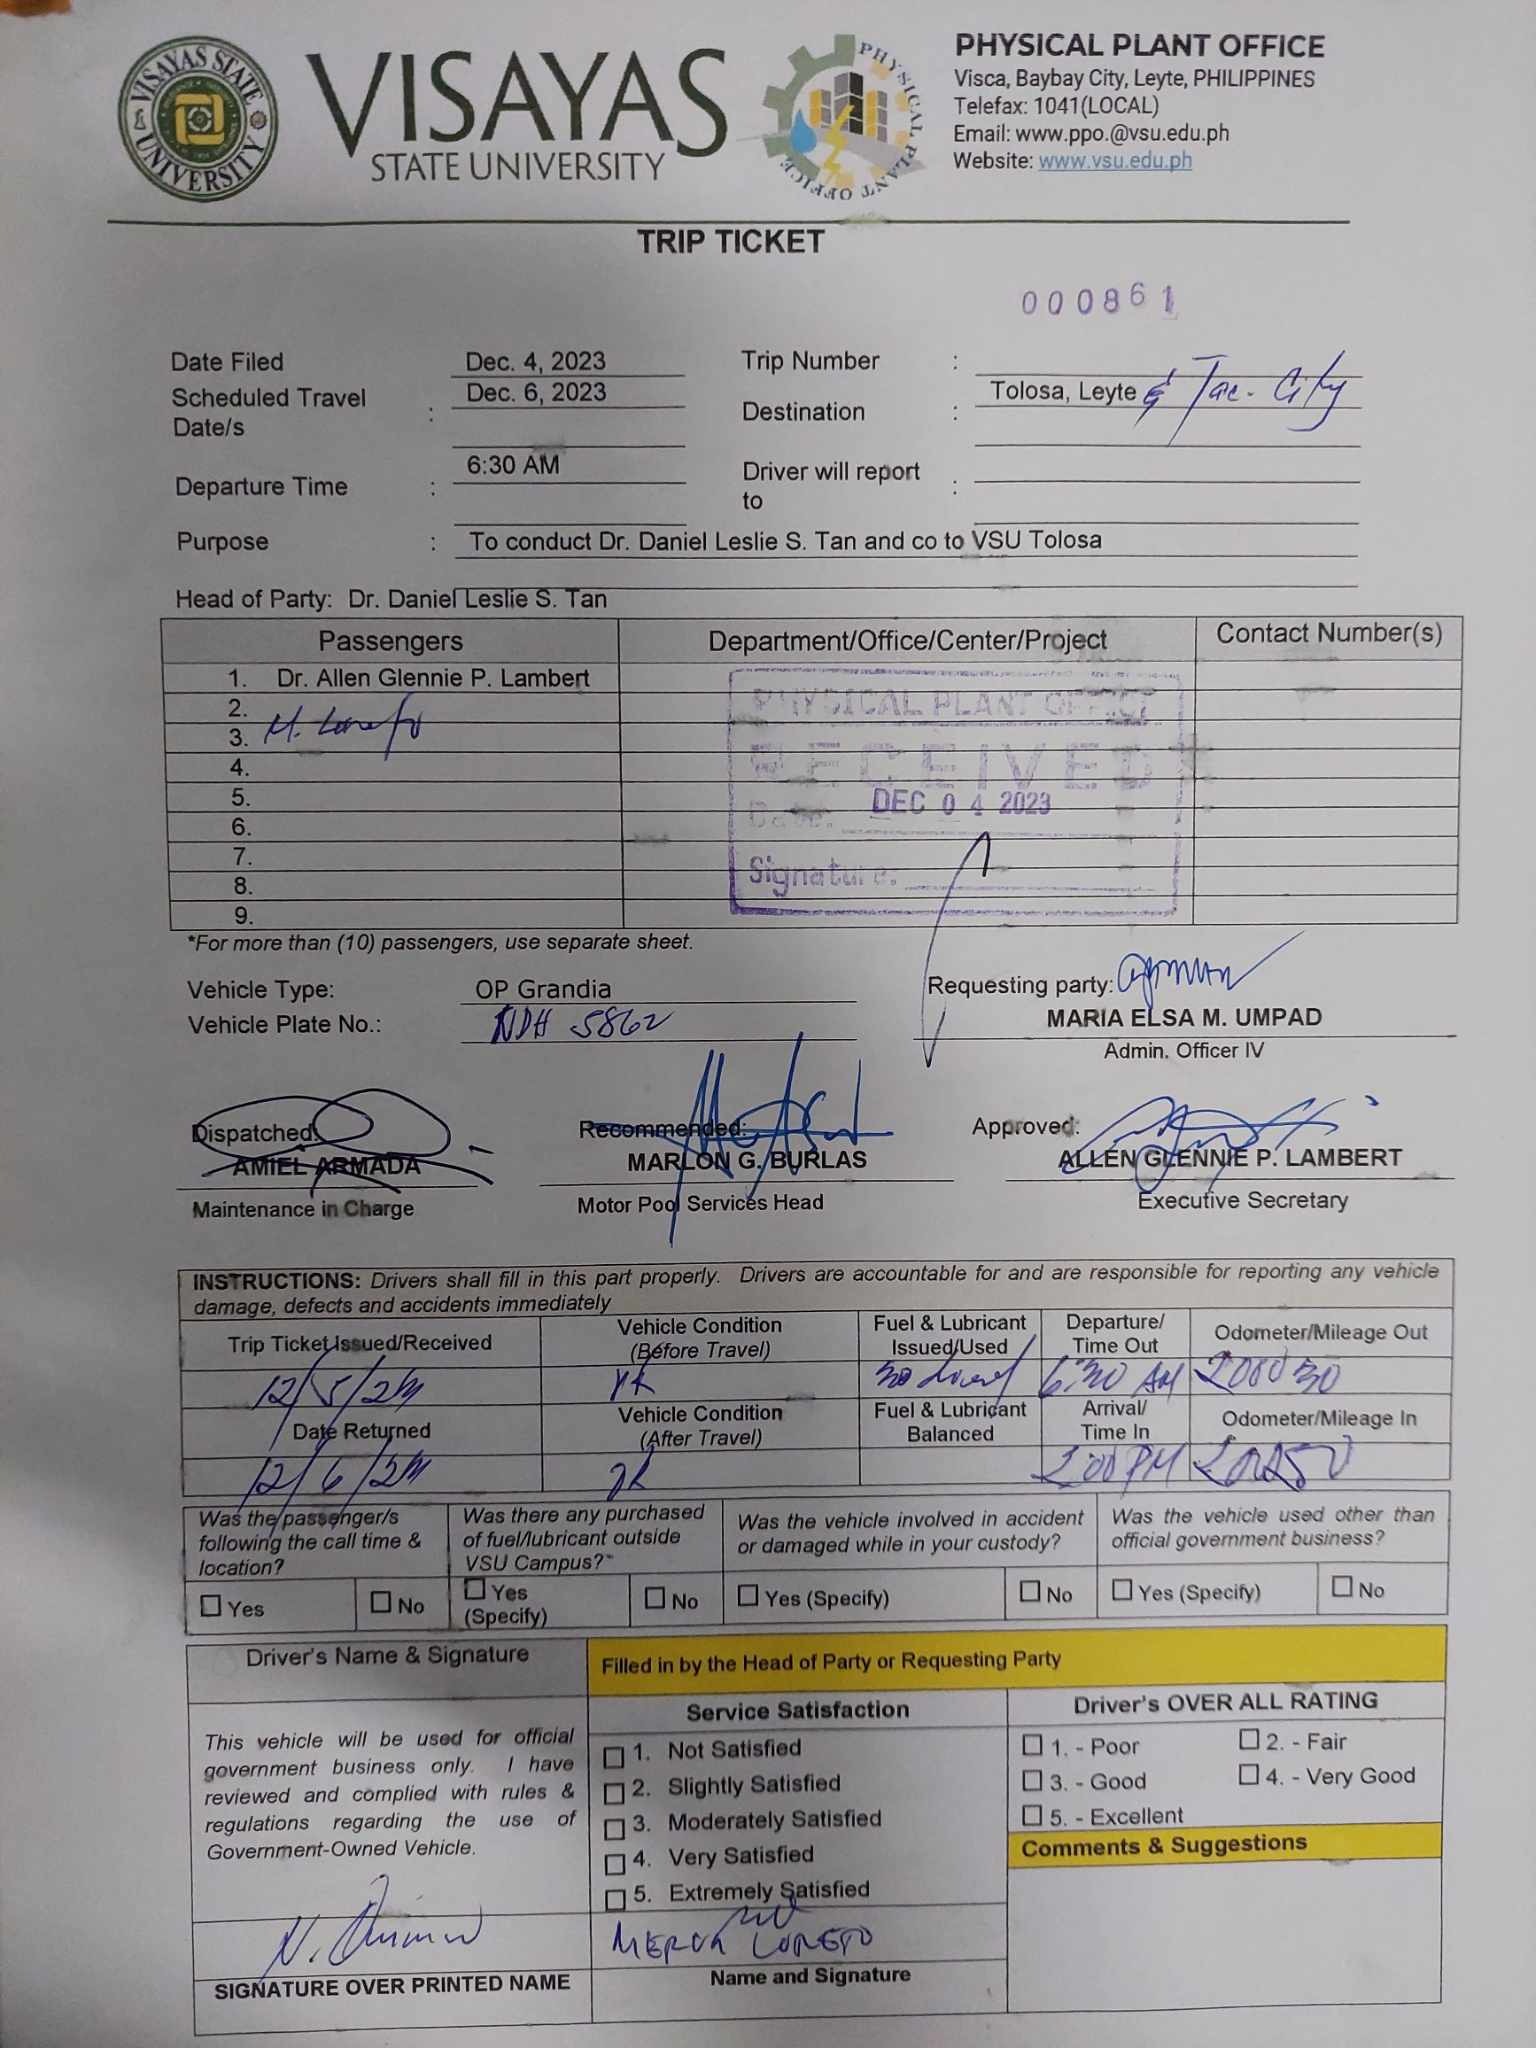 VISAYAS STATE UNIVERSITY
VISAYAS
STATE UNIVERSITY
PHYSICAL PLANT OFFICE
PHYSICAL PLANT OFFICE
Visca, Baybay City, Leyte, PHILIPPINES
Telefax: 1041(LOCAL)
Email: www.ppo.@vsu.edu.ph
Website: www.vsu.edu.ph
TRIP TICKET
000861
Date Filed Dec. 4, 2023 Trip Number :
Scheduled Travel Date/s : Dec. 6, 2023 Destination : Tolosa, Leyte & Tac. City
Departure Time : 6:30 AM Driver will report to :
Purpose : To conduct Dr. Daniel Leslie S. Tan and co to VSU Tolosa
Head of Party: Dr. Daniel Leslie S. Tan
Passengers Department/Office/Center/Project Contact Number(s)
1. Dr. Allen Glennie P. Lambert
2.
3. M. Loreto
4.
5.
6.
7.
8.
9.
PHYSICAL PLANT OFFICE
RECEIVED
Date: DEC 04 2023
Signature:
*For more than (10) passengers, use separate sheet.
Vehicle Type: OP Grandia
Vehicle Plate No.: NDH 5862
Requesting party:
MARIA ELSA M. UMPAD
Admin. Officer IV
Dispatched: Recommended: Approved:
AMIEL ARMADA MARLON G. BURLAS ALLEN GLENNIE P. LAMBERT
Maintenance in Charge Motor Pool Services Head Executive Secretary
INSTRUCTIONS: Drivers shall fill in this part properly. Drivers are accountable for and are responsible for reporting any vehicle
damage, defects and accidents immediately
Trip Ticket Issued/Received Vehicle Condition (Before Travel) Fuel & Lubricant Issued/Used Departure/ Time Out Odometer/Mileage Out
12/5/23 30 6:30 AM 200030
Date Returned Vehicle Condition (After Travel) Fuel & Lubricant Balanced Arrival/ Time In Odometer/Mileage In
12/6/23 2:00 PM
Was the passenger/s following the call time & location?
Was there any purchased of fuel/lubricant outside VSU Campus?
Was the vehicle involved in accident or damaged while in your custody?
Was the vehicle used other than official government business?
Yes No Yes (Specify) No Yes (Specify) No Yes (Specify) No
Driver's Name & Signature
This vehicle will be used for official
government business only. I have
reviewed and complied with rules &
regulations regarding the use of
Government-Owned Vehicle.
SIGNATURE OVER PRINTED NAME
Filled in by the Head of Party or Requesting Party
Service Satisfaction
1. Not Satisfied
2. Slightly Satisfied
3. Moderately Satisfied
4. Very Satisfied
5. Extremely Satisfied
LORETO
Name and Signature
Driver's OVER ALL RATING
1. - Poor 2. - Fair
3. - Good 4. - Very Good
5. - Excellent
Comments & Suggestions